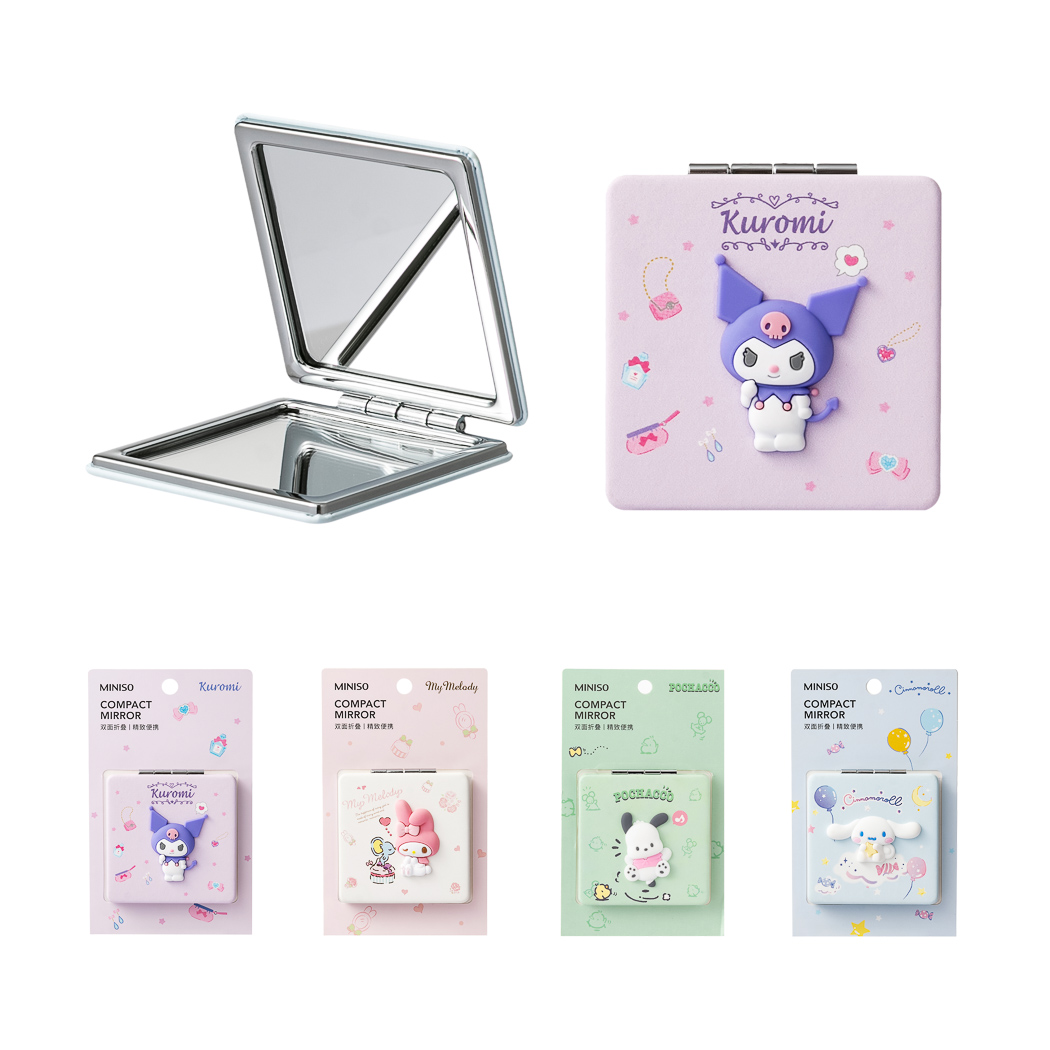 Kuromi
MINISO
Kuromi
COMPACT
MIRROR
双面折叠 | 精致便携
Kuromi
MINISO
My Melody
COMPACT
MIRROR
双面折叠 | 精致便携
My Melody
MINISO
POCHACCO
COMPACT
MIRROR
双面折叠 | 精致便携
POCHACCO
MINISO
Cinnamoroll
COMPACT
MIRROR
双面折叠 | 精致便携
Cinnamoroll